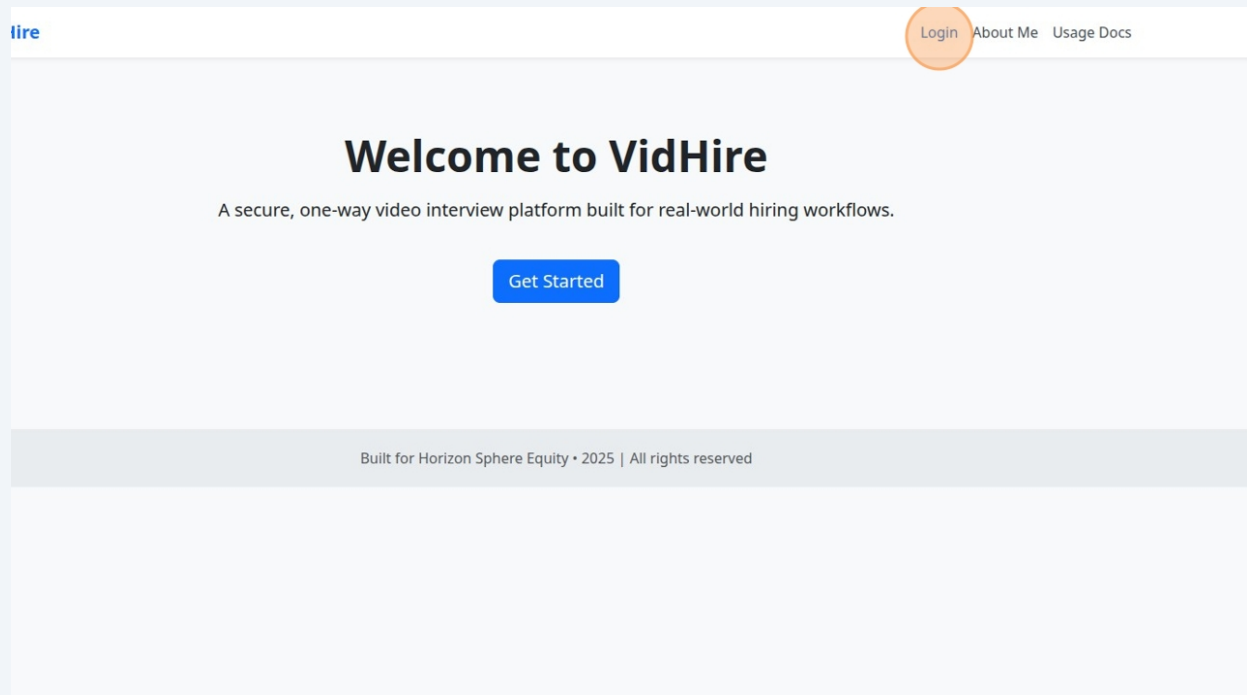 Hire
Login About Me Usage Docs
Welcome to VidHire
A secure, one-way video interview platform built for real-world hiring workflows.
Get Started
Built for Horizon Sphere Equity • 2025 | All rights reserved